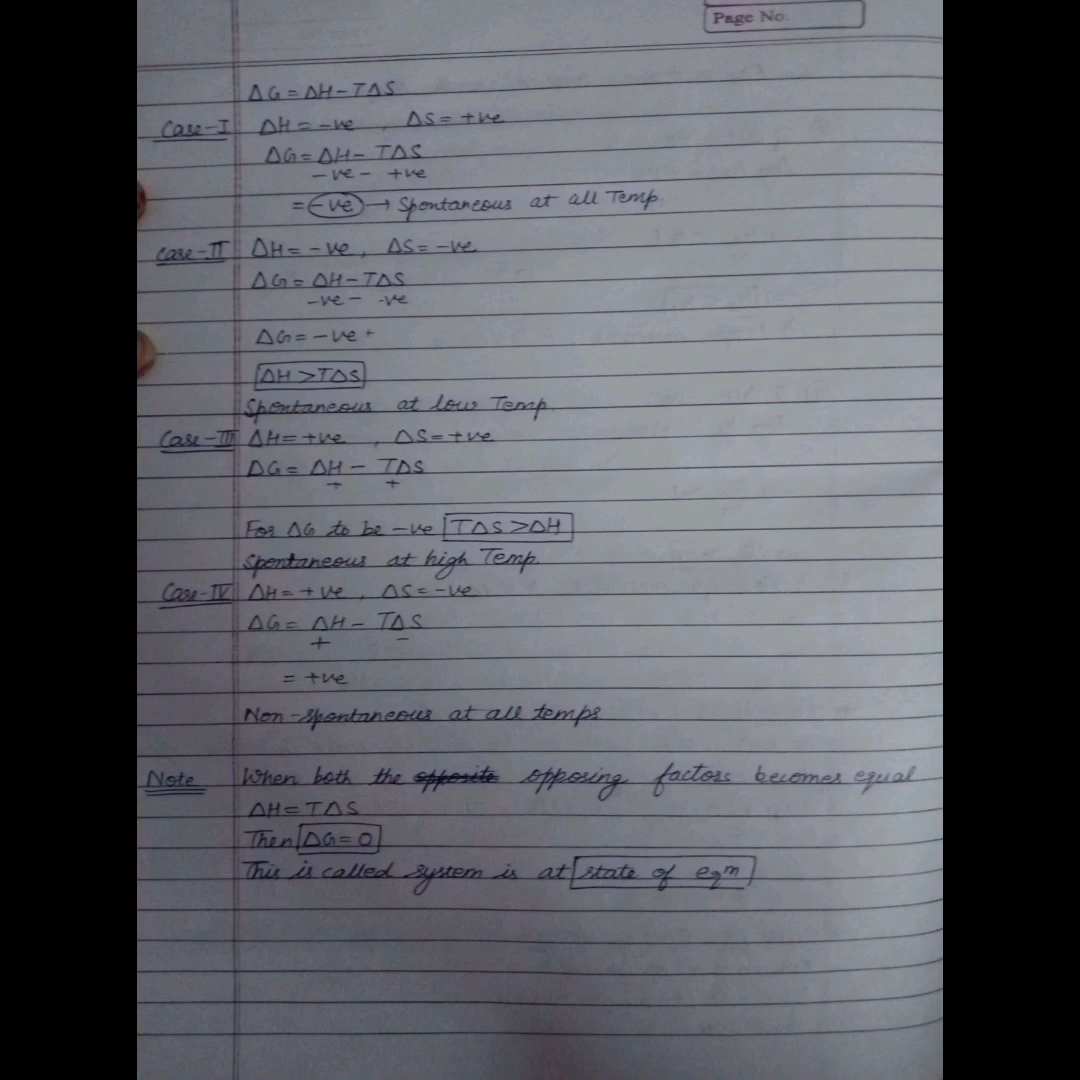 Page No.
ΔG = ΔH - TΔS
Case-I ΔH = -ve , ΔS = +ve
ΔG = ΔH - TΔS
-ve - +ve
= -ve → Spontaneous at all Temp.
Case-II ΔH = -ve, ΔS = -ve
ΔG = ΔH - TΔS
-ve - -ve
ΔG = -ve +
ΔH > TΔS
Spontaneous at low Temp.
Case-III ΔH = +ve , ΔS = +ve
ΔG = ΔH - TΔS
+ +
For ΔG to be -ve TΔS > ΔH
Spontaneous at high Temp.
Case-IV ΔH = +ve, ΔS = -ve
ΔG = ΔH - TΔS
+ -
= +ve
Non-spontaneous at all temps
Note When both the opposite opposing factors becomes equal
ΔH = TΔS
Then ΔG = 0
This is called system is at state of eqm